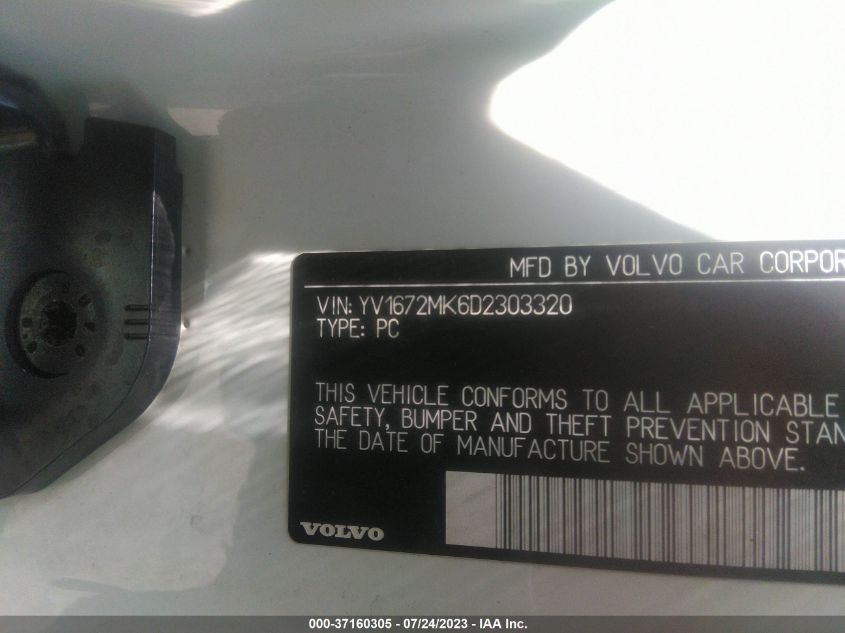 MFD BY VOLVO CAR CORPOR
VIN: YV1672MK6D2303320
TYPE: PC
THIS VEHICLE CONFORMS TO ALL APPLICABLE
SAFETY, BUMPER AND THEFT PREVENTION STAN
THE DATE OF MANUFACTURE SHOWN ABOVE.
VOLVO
000-37160305 - 07/24/2023 - IAA Inc.